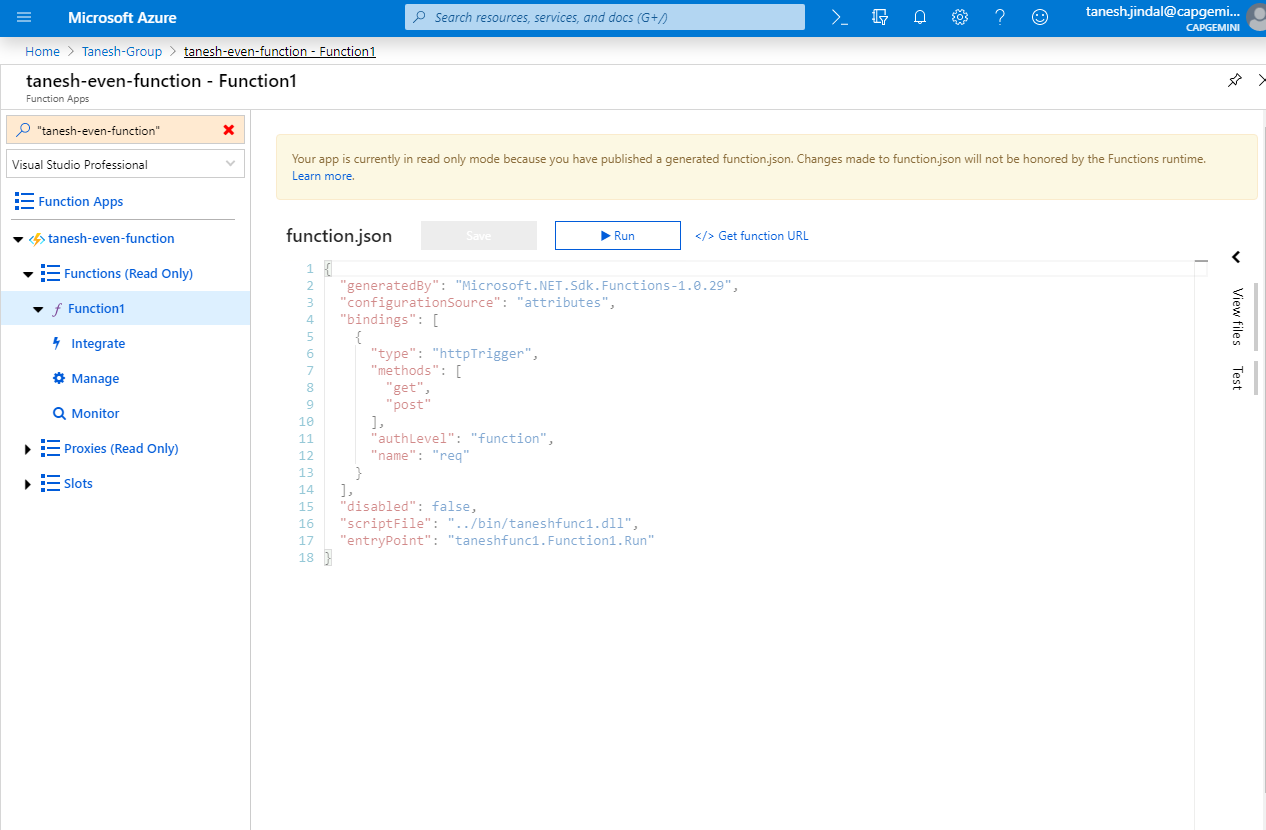 Microsoft Azure
Search resources, services, and docs (G+/)
tanesh.jindal@capgemi...
CAPGEMINI
Home > Tanesh-Group > tanesh-even-function - Function1
tanesh-even-function - Function1
Function Apps
"tanesh-even-function"
Visual Studio Professional
Function Apps
tanesh-even-function
Functions (Read Only)
Function1
Integrate
Manage
Monitor
Proxies (Read Only)
Slots
Your app is currently in read only mode because you have published a generated function.json. Changes made to function.json will not be honored by the Functions runtime.
Learn more.
function.json Save Run </> Get function URL
1 {
2 "generatedBy": "Microsoft.NET.Sdk.Functions-1.0.29",
3 "configurationSource": "attributes",
4 "bindings": [
5 {
6 "type": "httpTrigger",
7 "methods": [
8 "get",
9 "post"
10 ],
11 "authLevel": "function",
12 "name": "req"
13 }
14 ],
15 "disabled": false,
16 "scriptFile": "../bin/taneshfunc1.dll",
17 "entryPoint": "taneshfunc1.Function1.Run"
18 }
View files
Test